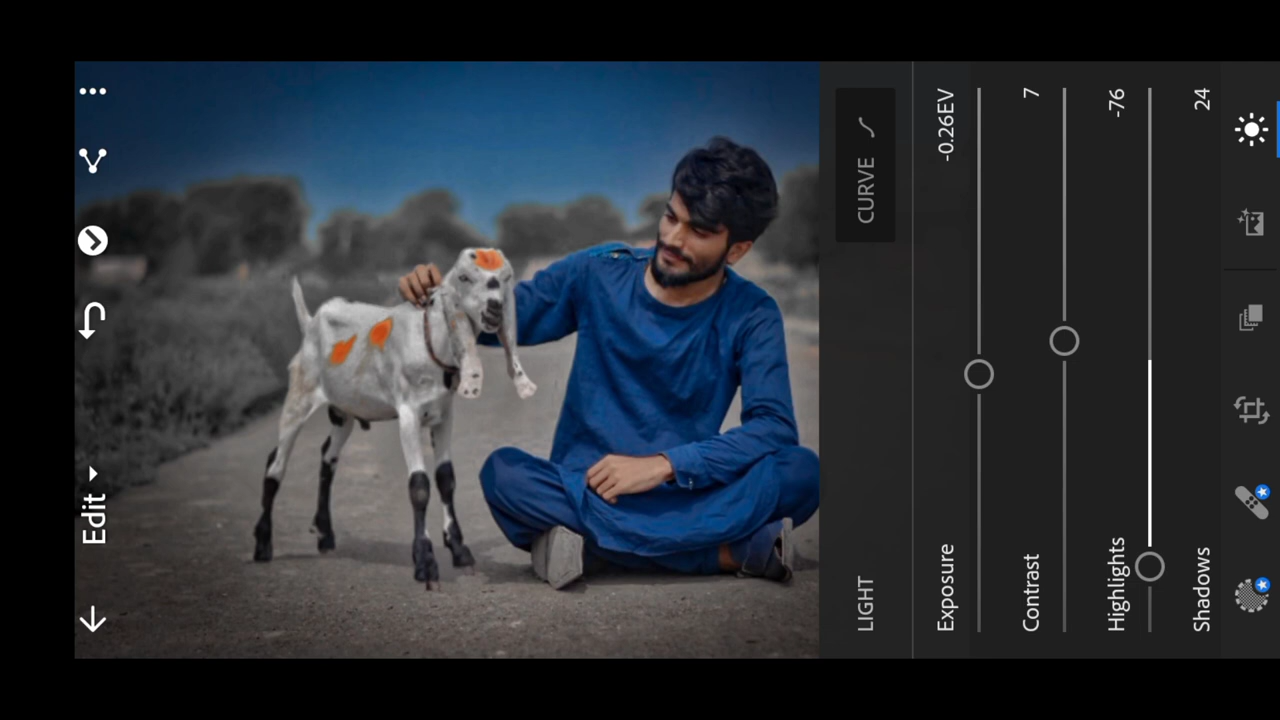 Edit
LIGHT
CURVE
Exposure
-0.26EV
Contrast
7
Highlights
-76
Shadows
24